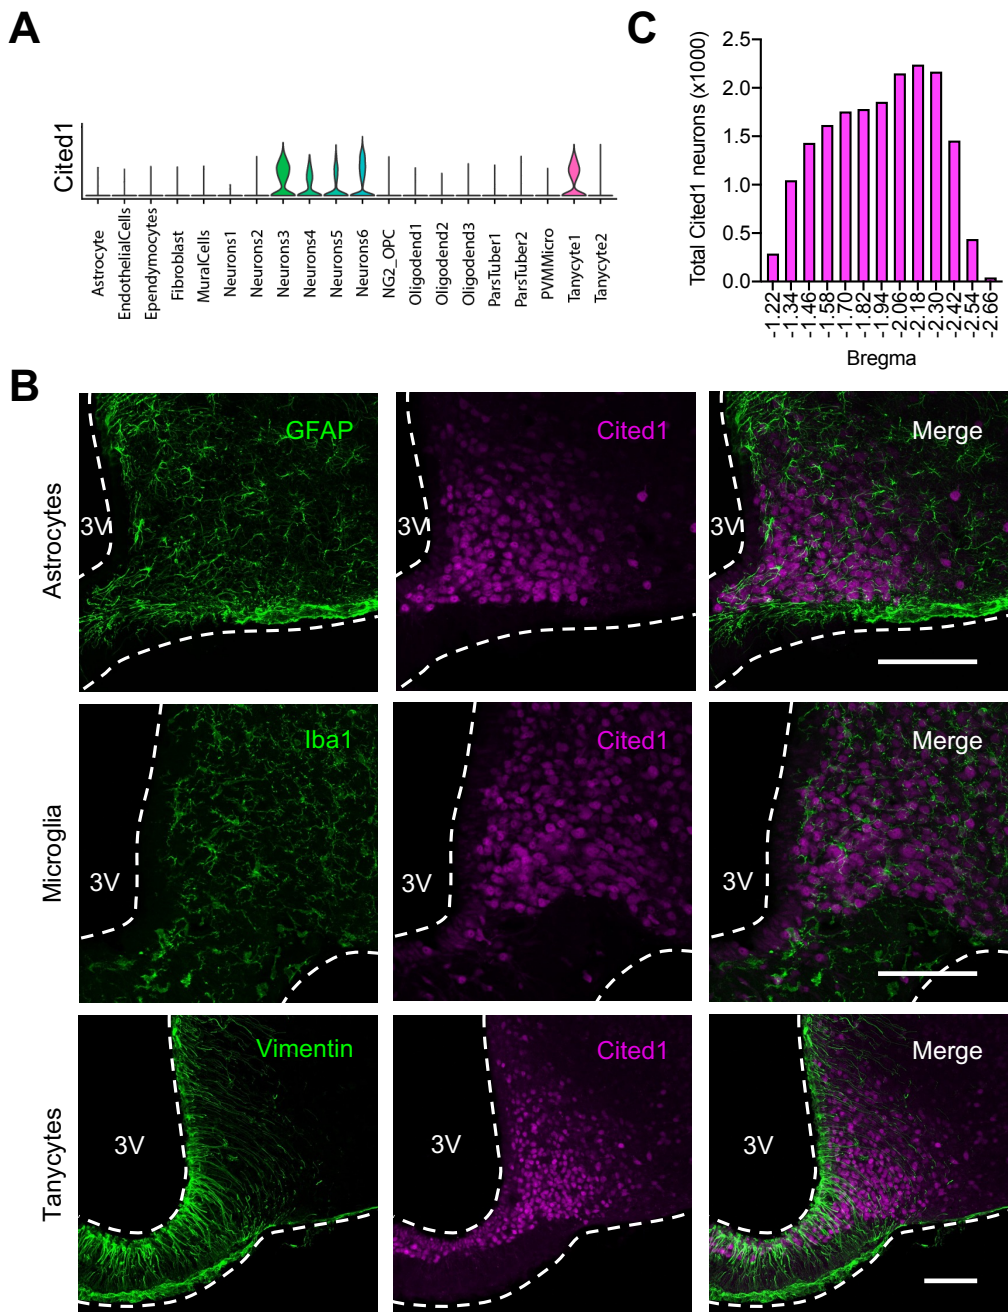 A
Cited1
Astrocyte
EndothelialCells
Ependymocytes
Fibroblast
MuralCells
Neurons1
Neurons2
Neurons3
Neurons4
Neurons5
Neurons6
NG2_OPC
Oligodend1
Oligodend2
Oligodend3
ParsTuber1
ParsTuber2
PVMMicro
Tanycyte1
Tanycyte2
C
Total Cited1 neurons (x1000)
2.5
2.0
1.5
1.0
0.5
0.0
-1.22
-1.34
-1.46
-1.58
-1.70
-1.82
-1.94
-2.06
-2.18
-2.30
-2.42
-2.54
-2.66
Bregma
B
Astrocytes
GFAP
3V
Cited1
3V
Merge
3V
Microglia
Iba1
3V
Cited1
3V
Merge
3V
Tanycytes
Vimentin
3V
Cited1
3V
Merge
3V